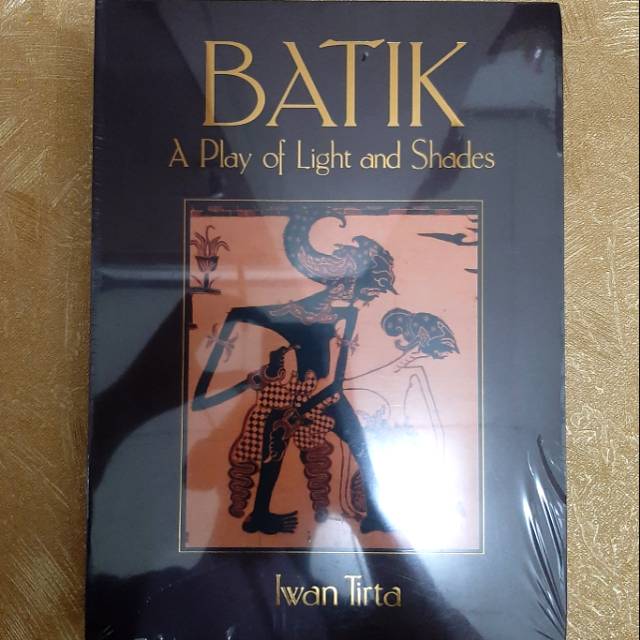 BATIK
A Play of Light and Shades
Iwan Tirta